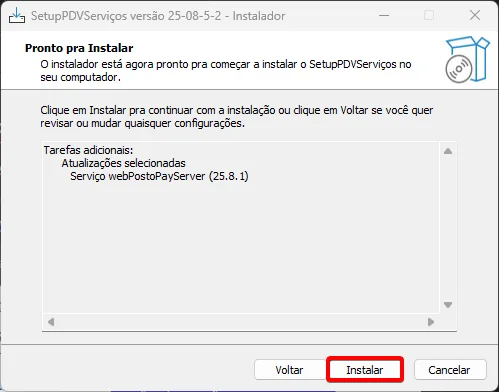 SetupPDVServiços versão 25-08-5-2 - Instalador
Pronto pra Instalar
O instalador está agora pronto pra começar a instalar o SetupPDVServiços no
seu computador.
Clique em Instalar pra continuar com a instalação ou clique em Voltar se você quer
revisar ou mudar quaisquer configurações.
Tarefas adicionais:
Atualizações selecionadas
Serviço webPostoPayServer (25.8.1)
Voltar
Instalar
Cancelar